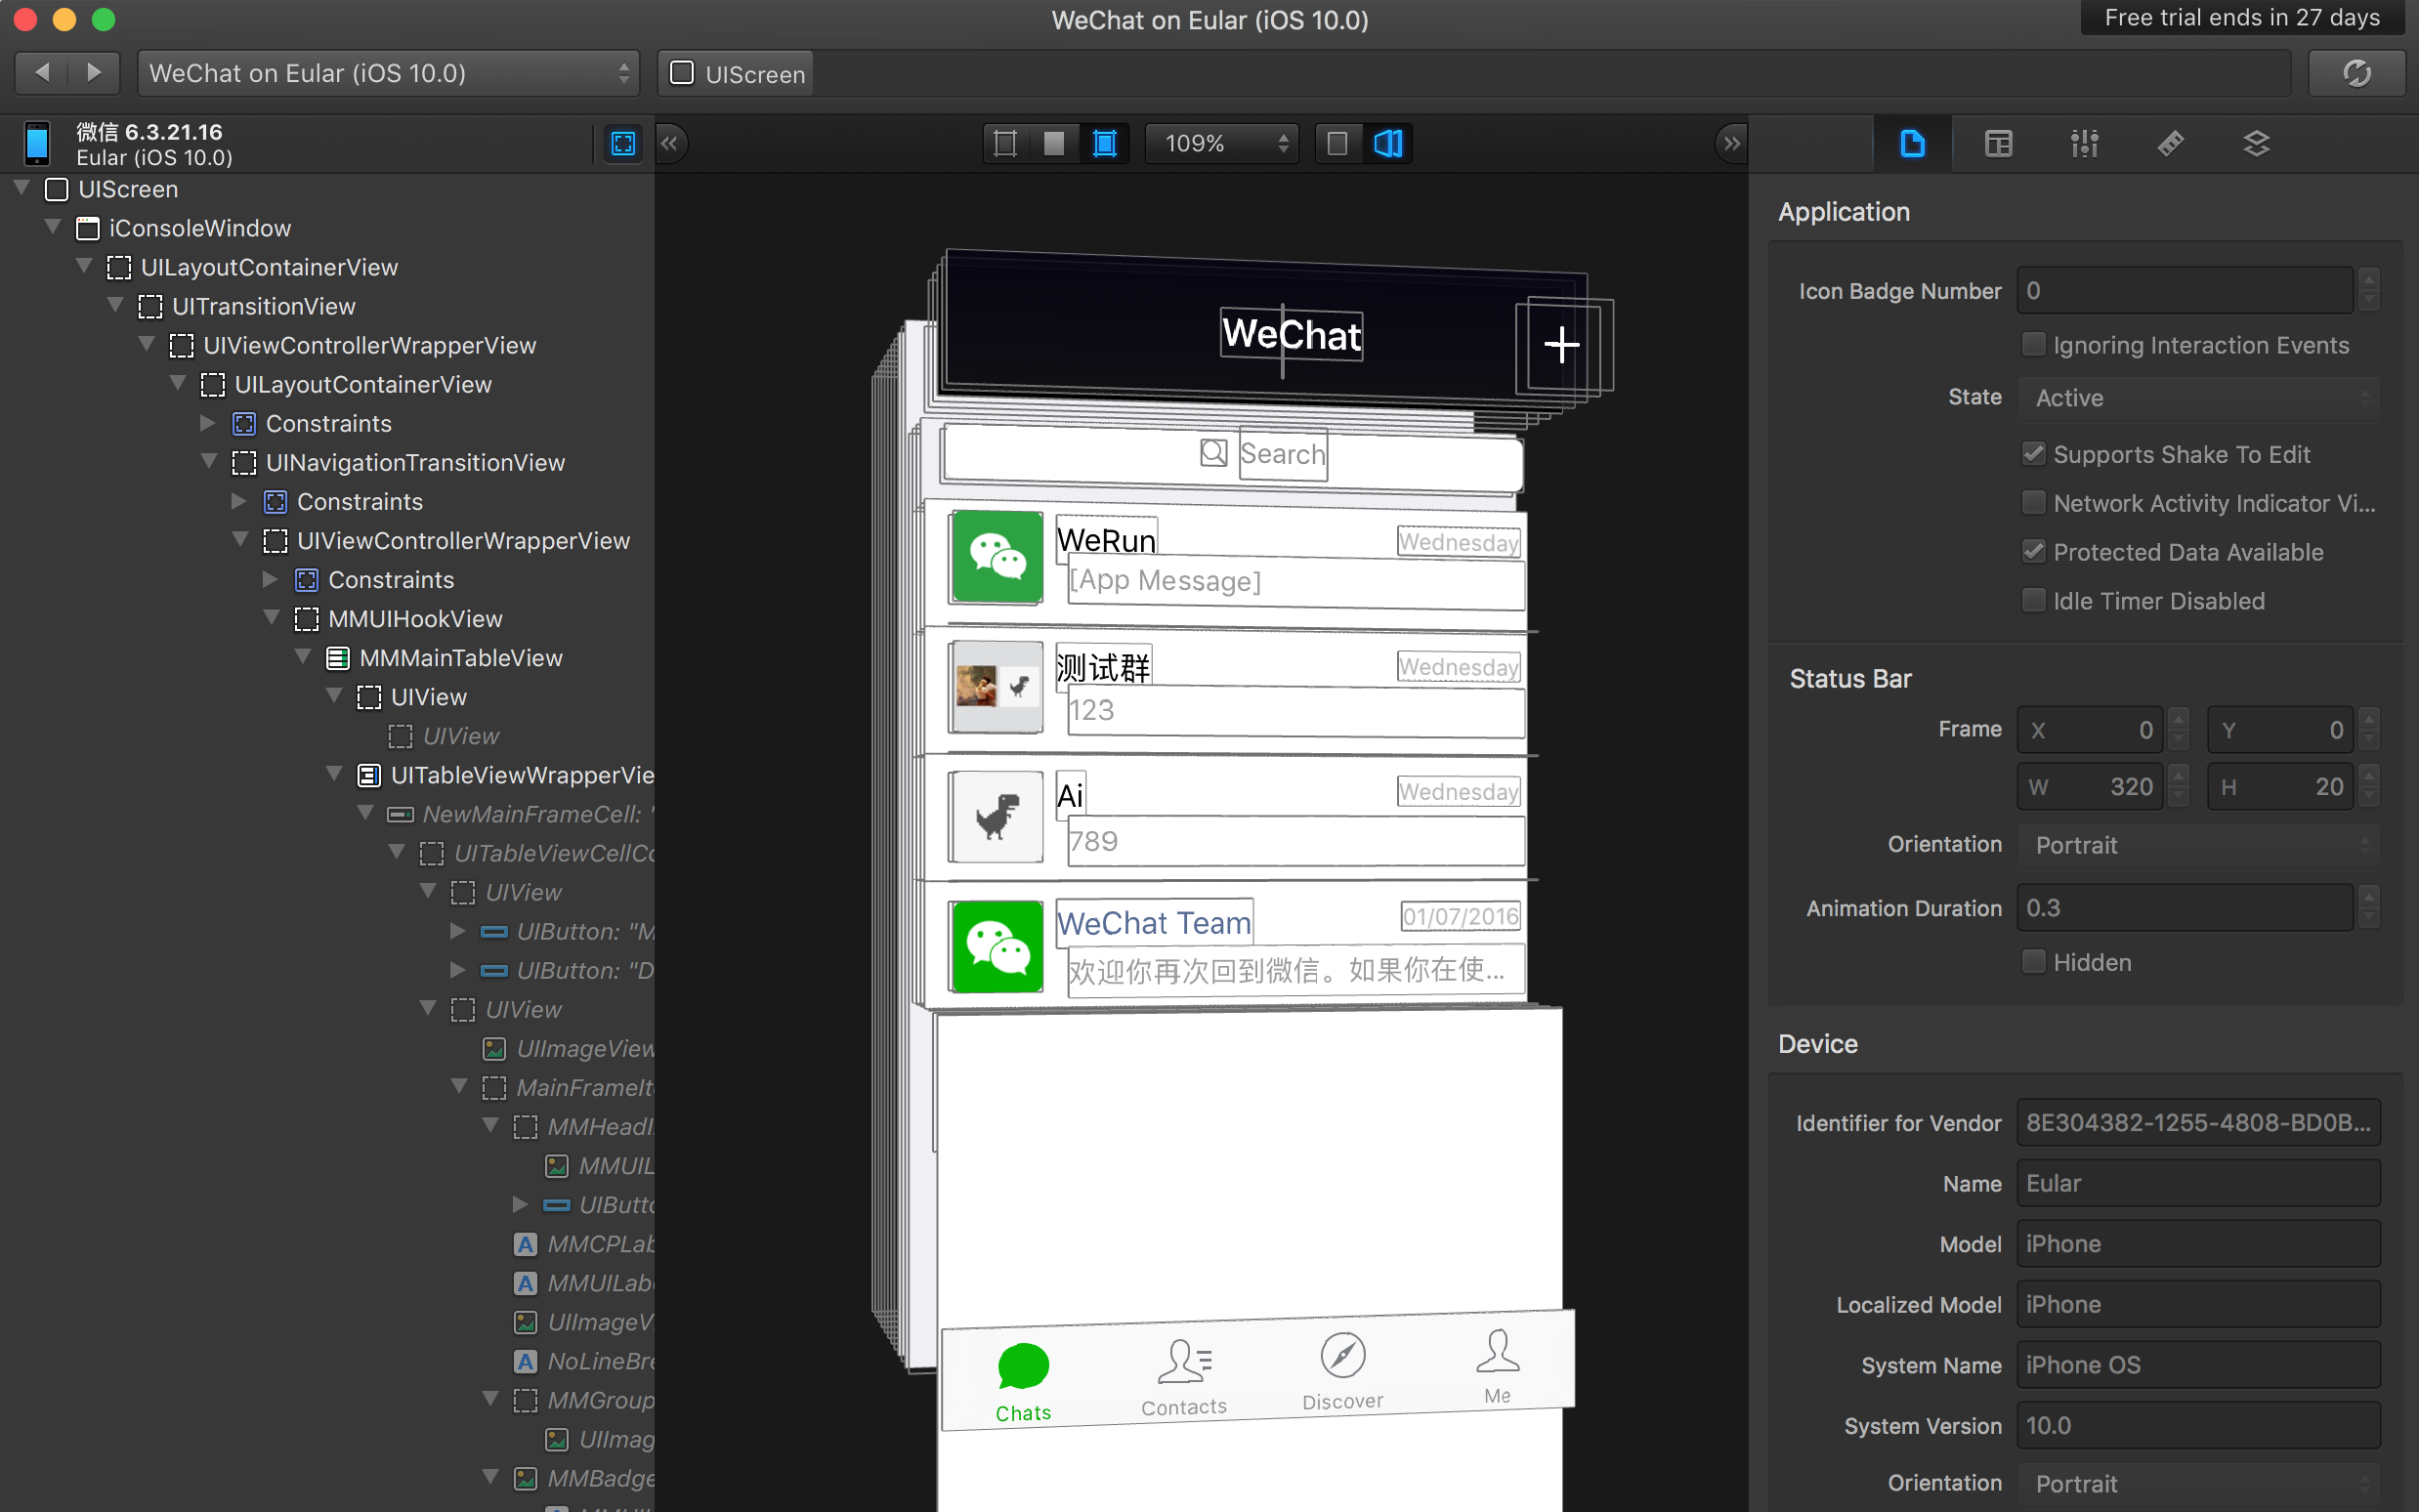 WeChat on Eular (iOS 10.0)
Free trial ends in 27 days
WeChat on Eular (iOS 10.0)
UIScreen
微信 6.3.21.16
Eular (iOS 10.0)
109%
UIScreen
iConsoleWindow
UILayoutContainerView
UITransitionView
UIViewControllerWrapperView
UILayoutContainerView
Constraints
UINavigationTransitionView
Constraints
UIViewControllerWrapperView
Constraints
MMUIHookView
MMMainTableView
UIView
UIView
UITableViewWrapperVie
NewMainFrameCell: "
UITableViewCellCo
UIView
UIButton: "M
UIButton: "D
UIView
UIImageView
MainFrameIt
MMHeadI
MMUIL
UIButto
MMCPLab
MMUILabe
UIImageV
NoLineBre
MMGroup
UIImag
MMBadge
WeChat
Search
WeRun
Wednesday
[App Message]
测试群
Wednesday
123
Ai
Wednesday
789
WeChat Team
01/07/2016
欢迎你再次回到微信。如果你在使...
Chats
Contacts
Discover
Me
Application
Icon Badge Number 0
Ignoring Interaction Events
State Active
Supports Shake To Edit
Network Activity Indicator Vi...
Protected Data Available
Idle Timer Disabled
Status Bar
Frame X 0 Y 0
W 320 H 20
Orientation Portrait
Animation Duration 0.3
Hidden
Device
Identifier for Vendor 8E304382-1255-4808-BD0B...
Name Eular
Model iPhone
Localized Model iPhone
System Name iPhone OS
System Version 10.0
Orientation Portrait